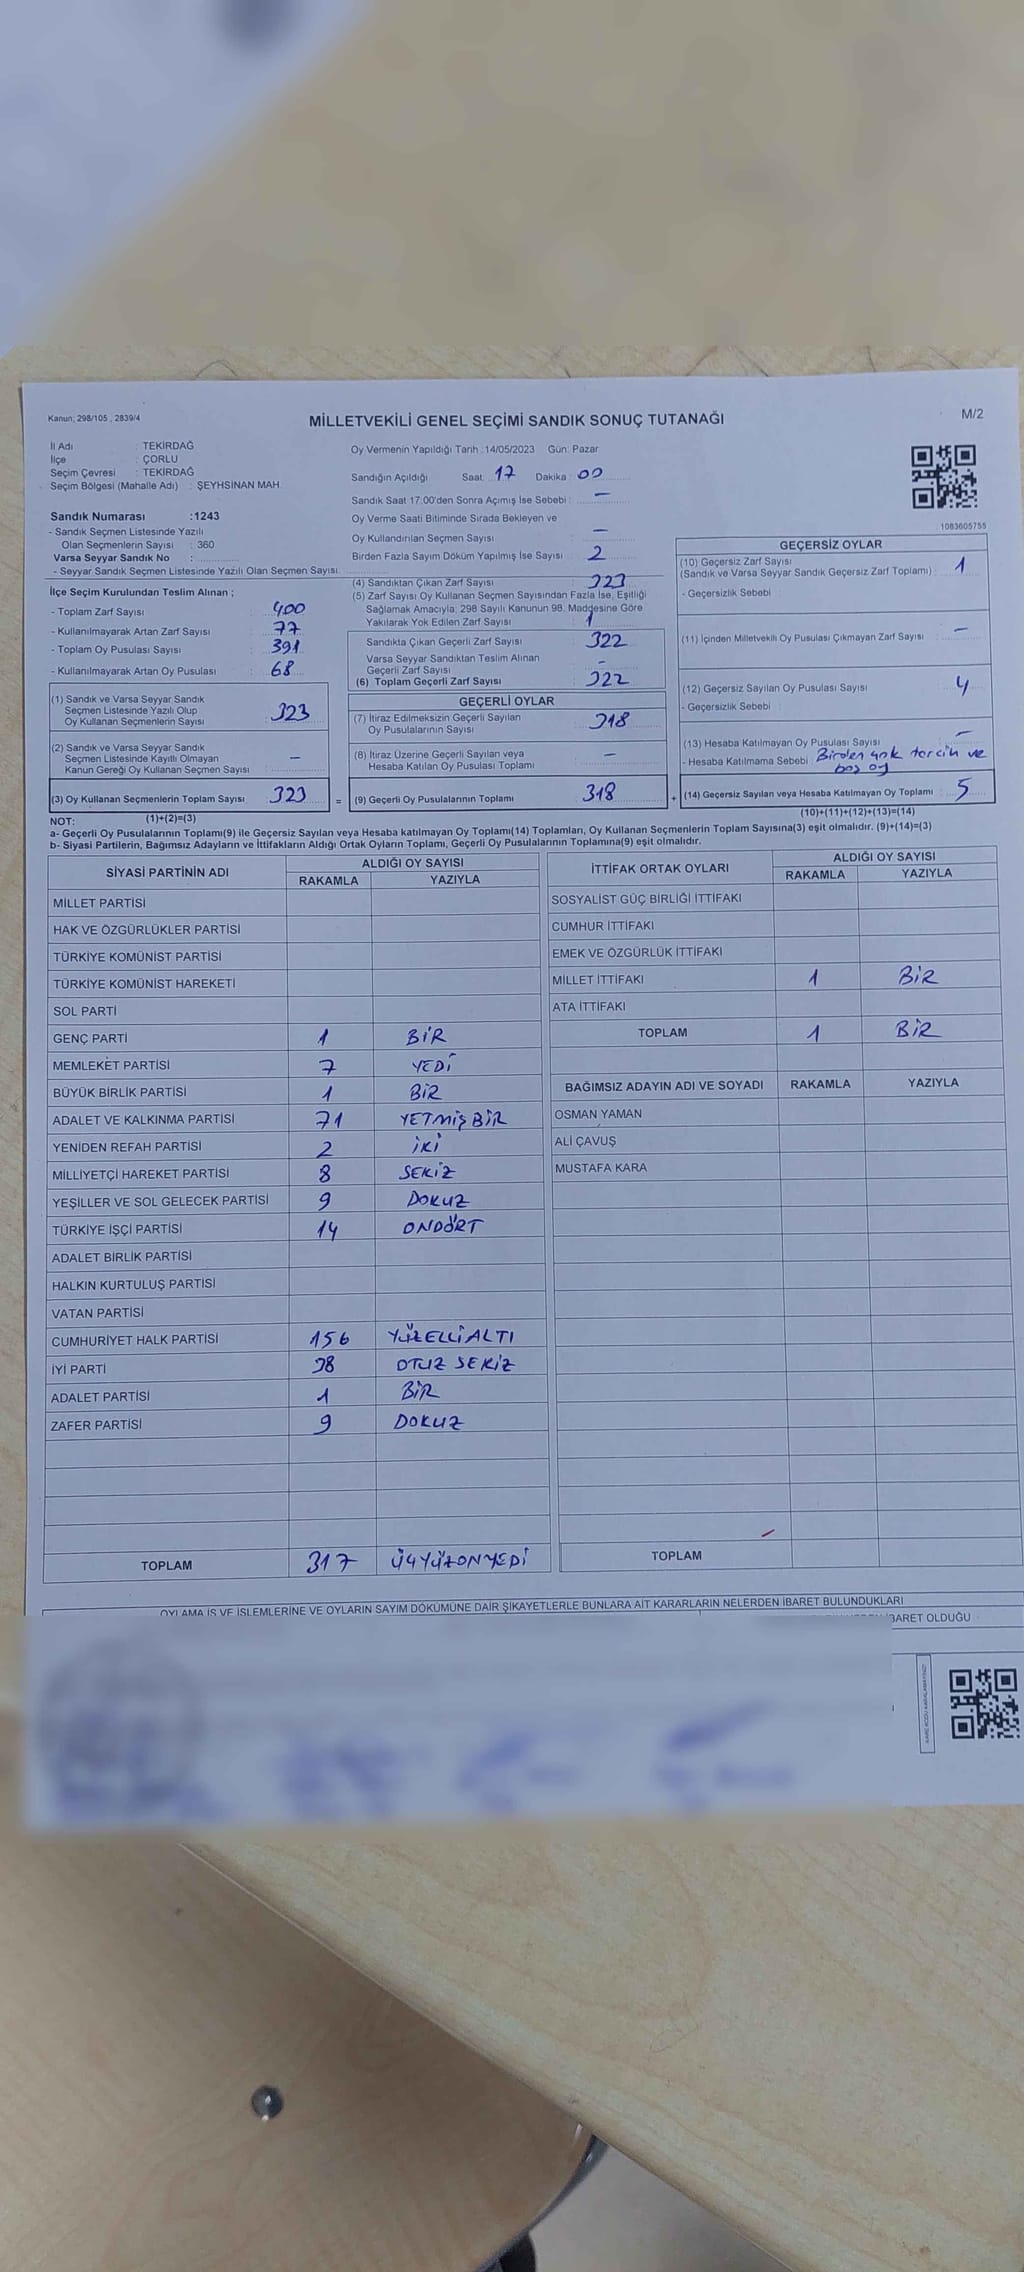 Kanun; 298/105 , 2839/4
MİLLETVEKİLİ GENEL SEÇİMİ SANDIK SONUÇ TUTANAĞI
M/2
İl Adı : TEKİRDAĞ
İlçe : ÇORLU
Seçim Çevresi : TEKİRDAĞ
Seçim Bölgesi (Mahalle Adı) : ŞEYHSİNAN MAH.
Sandık Numarası :1243
- Sandık Seçmen Listesinde Yazılı
Olan Seçmenlerin Sayısı : 360
Varsa Seyyar Sandık No :
- Seyyar Sandık Seçmen Listesinde Yazılı Olan Seçmen Sayısı:
İlçe Seçim Kurulundan Teslim Alınan ;
- Toplam Zarf Sayısı : 400
- Kullanılmayarak Artan Zarf Sayısı : 77
- Toplam Oy Pusulası Sayısı : 391
- Kullanılmayarak Artan Oy Pusulası : 68
(1) Sandık ve Varsa Seyyar Sandık
Seçmen Listesinde Yazılı Olup
Oy Kullanan Seçmenlerin Sayısı : 323
(2) Sandık ve Varsa Seyyar Sandık
Seçmen Listesinde Kayıtlı Olmayan
Kanun Gereği Oy Kullanan Seçmen Sayısı : —
(3) Oy Kullanan Seçmenlerin Toplam Sayısı : 323
(1)+(2)=(3)
Oy Vermenin Yapıldığı Tarih :14/05/2023 Gün: Pazar
Sandığın Açıldığı Saat: 17 Dakika : 00
Sandık Saat 17.00'den Sonra Açılmış İse Sebebi : —
Oy Verme Saati Bitiminde Sırada Bekleyen ve
Oy Kullandırılan Seçmen Sayısı : —
Birden Fazla Sayım Döküm Yapılmış İse Sayısı : 2
(4) Sandıktan Çıkan Zarf Sayısı : 323
(5) Zarf Sayısı Oy Kullanan Seçmen Sayısından Fazla İse, Eşitliği
Sağlamak Amacıyla; 298 Sayılı Kanunun 98. Maddesine Göre
Yakılarak Yok Edilen Zarf Sayısı : 1
Sandıkta Çıkan Geçerli Zarf Sayısı : 322
Varsa Seyyar Sandıktan Teslim Alınan
Geçerli Zarf Sayısı : -
(6) Toplam Geçerli Zarf Sayısı : 322
GEÇERLİ OYLAR
(7) İtiraz Edilmeksizin Geçerli Sayılan
Oy Pusulalarının Sayısı : 318
(8) İtiraz Üzerine Geçerli Sayılan veya
Hesaba Katılan Oy Pusulası Toplamı : —
= (9) Geçerli Oy Pusulalarının Toplamı : 318
1083605755
GEÇERSİZ OYLAR
(10) Geçersiz Zarf Sayısı
(Sandık ve Varsa Seyyar Sandık Geçersiz Zarf Toplamı) : 1
- Geçersizlik Sebebi :
(11) İçinden Milletvekili Oy Pusulası Çıkmayan Zarf Sayısı : —
(12) Geçersiz Sayılan Oy Pusulası Sayısı : 4
- Geçersizlik Sebebi :
(13) Hesaba Katılmayan Oy Pusulası Sayısı : —
- Hesaba Katılmama Sebebi : Birden çok tercih ve
boş oy
+ (14) Geçersiz Sayılan veya Hesaba Katılmayan Oy Toplamı : 5
(10)+(11)+(12)+(13)=(14)
NOT:
a- Geçerli Oy Pusulalarının Toplamı(9) ile Geçersiz Sayılan veya Hesaba katılmayan Oy Toplamı(14) Toplamları, Oy Kullanan Seçmenlerin Toplam Sayısına(3) eşit olmalıdır. (9)+(14)=(3)
b- Siyasi Partilerin, Bağımsız Adayların ve İttifakların Aldığı Ortak Oyların Toplamı, Geçerli Oy Pusulalarının Toplamına(9) eşit olmalıdır.
SİYASİ PARTİNİN ADI ALDIĞI OY SAYISI
RAKAMLA YAZIYLA
MİLLET PARTİSİ
HAK VE ÖZGÜRLÜKLER PARTİSİ
TÜRKİYE KOMÜNİST PARTİSİ
TÜRKİYE KOMÜNİST HAREKETİ
SOL PARTİ
GENÇ PARTİ 1 BİR
MEMLEKET PARTİSİ 7 YEDİ
BÜYÜK BİRLİK PARTİSİ 1 BİR
ADALET VE KALKINMA PARTİSİ 71 YETMİŞ BİR
YENİDEN REFAH PARTİSİ 2 İKİ
MİLLİYETÇİ HAREKET PARTİSİ 8 SEKİZ
YEŞİLLER VE SOL GELECEK PARTİSİ 9 DOKUZ
TÜRKİYE İŞÇİ PARTİSİ 14 ONDÖRT
ADALET BİRLİK PARTİSİ
HALKIN KURTULUŞ PARTİSİ
VATAN PARTİSİ
CUMHURİYET HALK PARTİSİ 156 YÜZELLİALTI
İYİ PARTİ 38 OTUZ SEKİZ
ADALET PARTİSİ 1 BİR
ZAFER PARTİSİ 9 DOKUZ
TOPLAM 317 ÜÇYÜZONYEDİ
İTTİFAK ORTAK OYLARI ALDIĞI OY SAYISI
RAKAMLA YAZIYLA
SOSYALİST GÜÇ BİRLİĞİ İTTİFAKI
CUMHUR İTTİFAKI
EMEK VE ÖZGÜRLÜK İTTİFAKI
MİLLET İTTİFAKI 1 BİR
ATA İTTİFAKI
TOPLAM 1 BİR
BAĞIMSIZ ADAYIN ADI VE SOYADI RAKAMLA YAZIYLA
OSMAN YAMAN
ALİ ÇAVUŞ
MUSTAFA KARA
TOPLAM
OYLAMA İŞ VE İŞLEMLERİNE VE OYLARIN SAYIM DÖKÜMÜNE DAİR ŞİKAYETLERLE BUNLARA AİT KARARLARIN NELERDEN İBARET BULUNDUKLARI
İBARET OLDUĞU